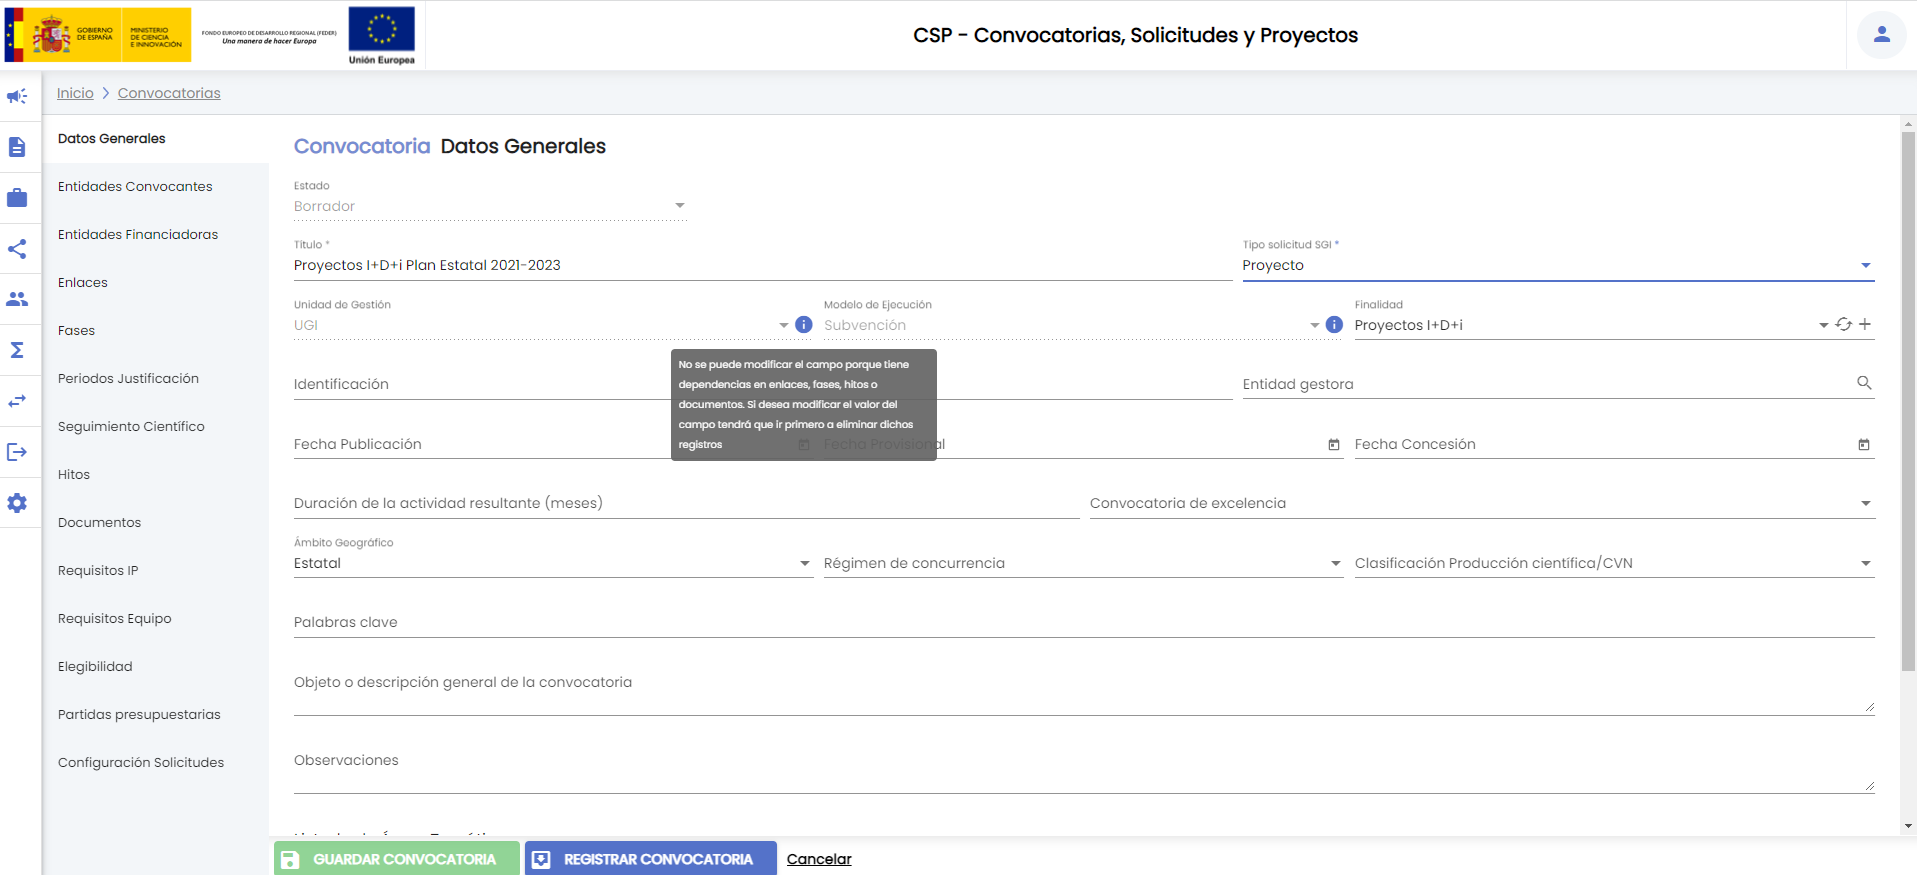 GOBIERNO
DE ESPAÑA
MINISTERIO
DE CIENCIA
E INNOVACIÓN
FONDO EUROPEO DE DESARROLLO REGIONAL (FEDER)
Una manera de hacer Europa
Unión Europea
CSP - Convocatorias, Solicitudes y Proyectos
Inicio > Convocatorias
Datos Generales
Entidades Convocantes
Entidades Financiadoras
Enlaces
Fases
Periodos Justificación
Seguimiento Científico
Hitos
Documentos
Requisitos IP
Requisitos Equipo
Elegibilidad
Partidas presupuestarias
Configuración Solicitudes
Convocatoria Datos Generales
Estado
Borrador
Título *
Proyectos I+D+i Plan Estatal 2021-2023
Tipo solicitud SGI *
Proyecto
Unidad de Gestión
UGI
Modelo de Ejecución
Subvención
Finalidad
Proyectos I+D+i
No se puede modificar el campo porque tiene
dependencias en enlaces, fases, hitos o
documentos. Si desea modificar el valor del
campo tendrá que ir primero a eliminar dichos
registros
Identificación
Entidad gestora
Fecha Publicación
Fecha Provisional
Fecha Concesión
Duración de la actividad resultante (meses)
Convocatoria de excelencia
Ámbito Geográfico
Estatal
Régimen de concurrencia
Clasificación Producción científica/CVN
Palabras clave
Objeto o descripción general de la convocatoria
Observaciones
GUARDAR CONVOCATORIA
REGISTRAR CONVOCATORIA
Cancelar